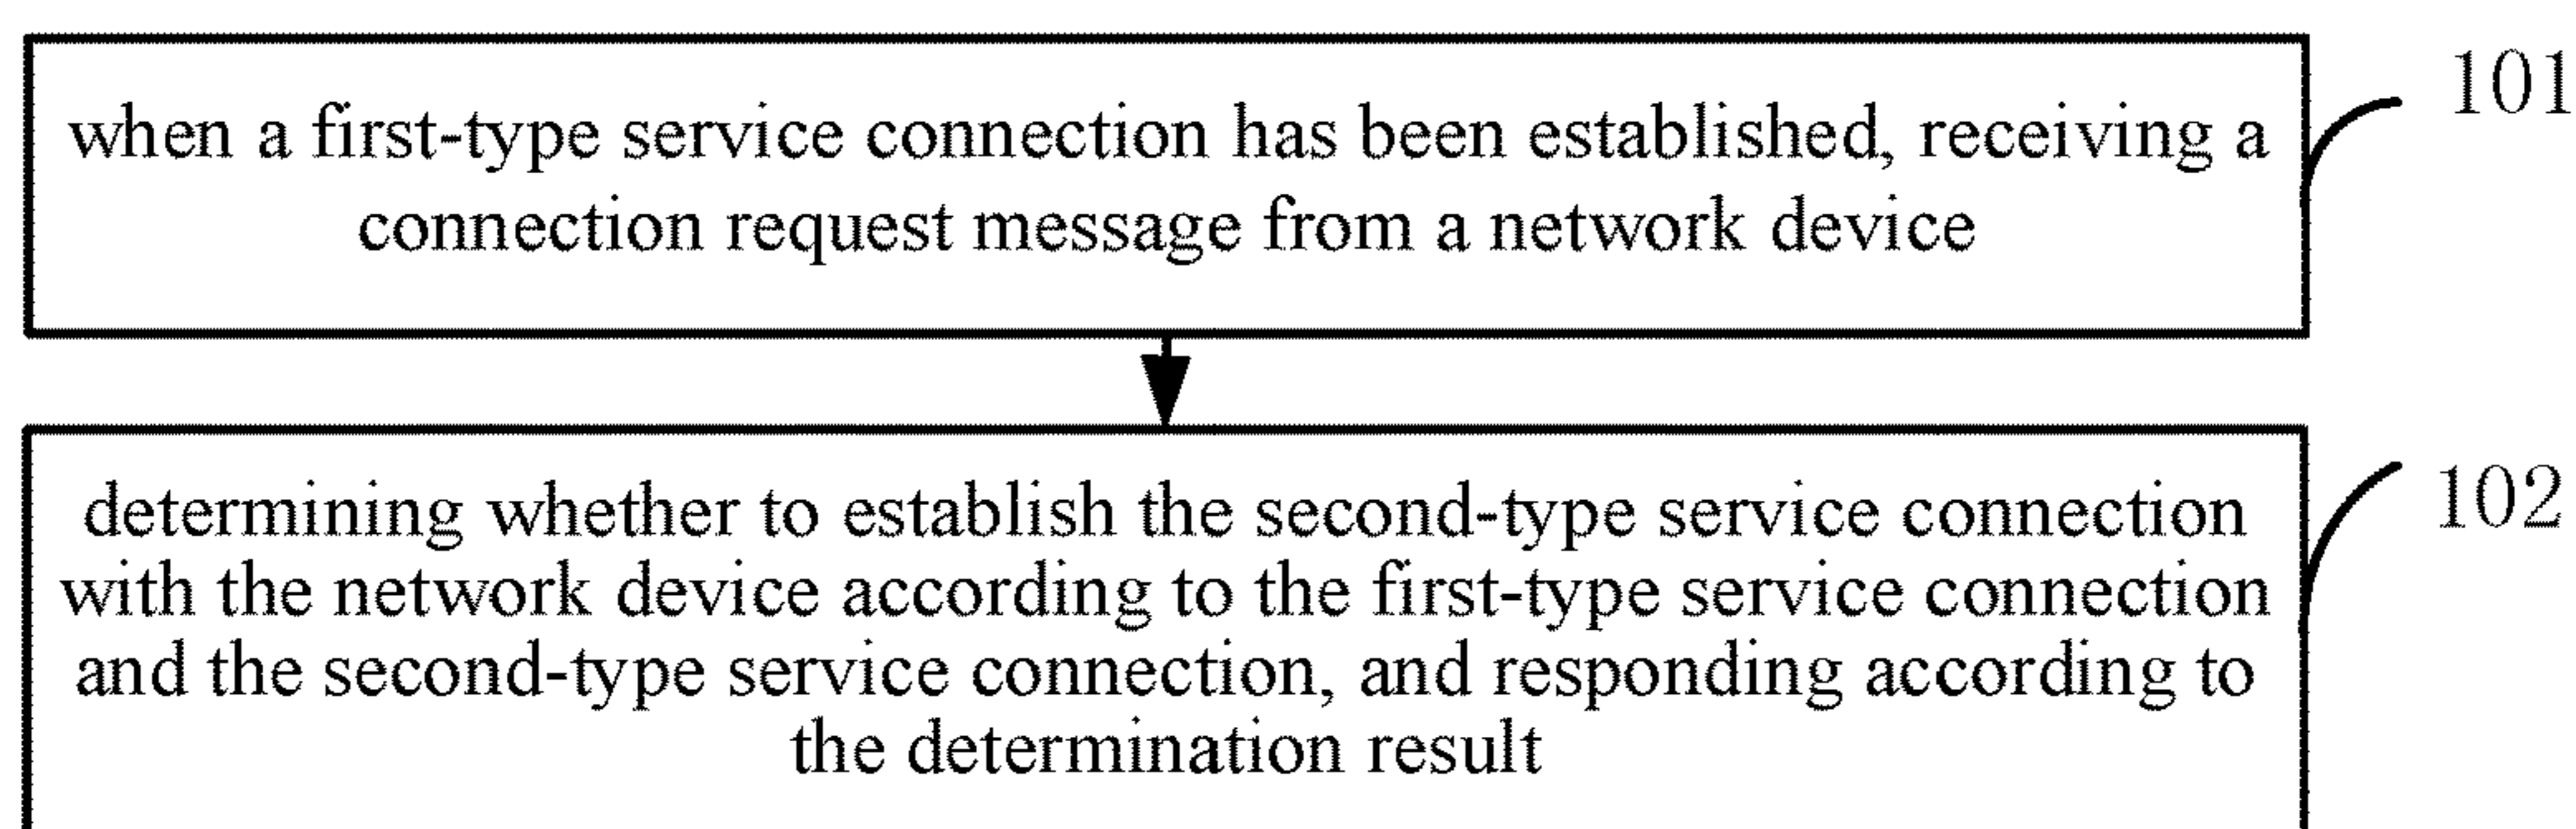 when a first-type service connection has been established, receiving a
connection request message from a network device
101
determining whether to establish the second-type service connection
with the network device according to the first-type service connection
and the second-type service connection, and responding according to
the determination result
102